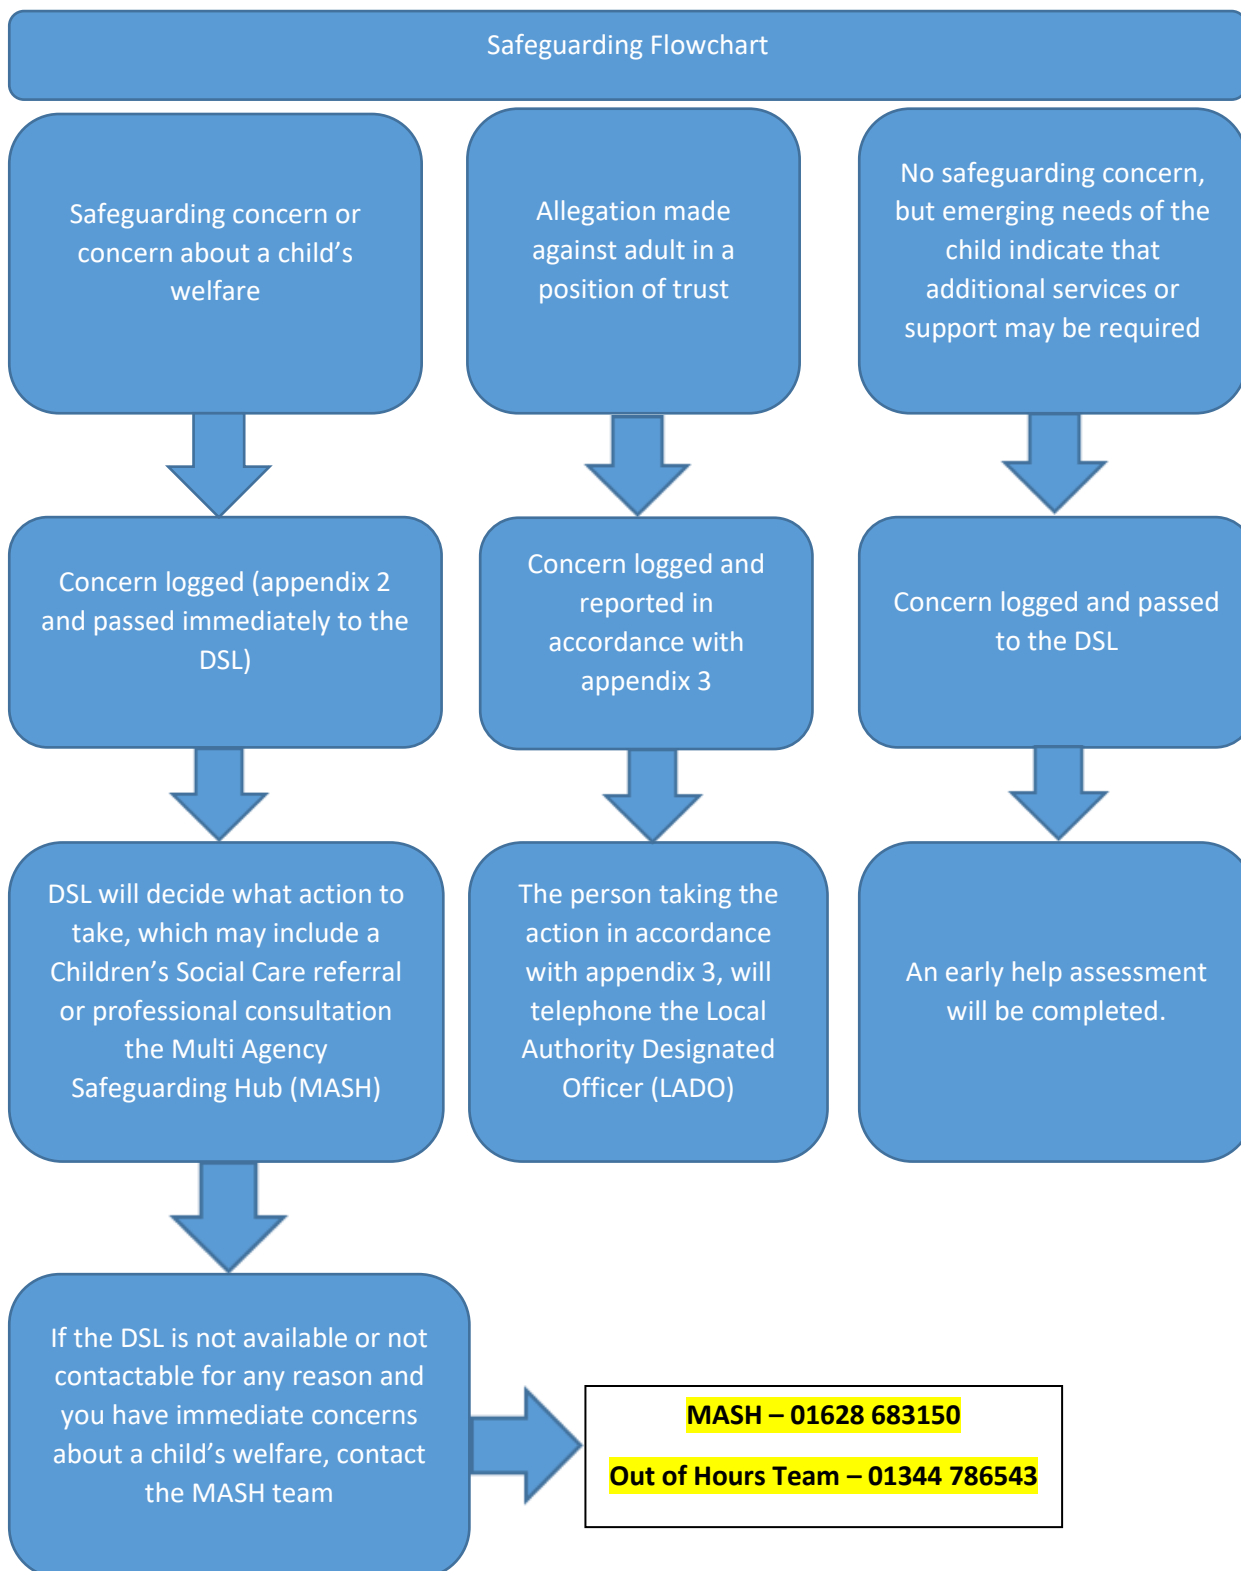 Safeguarding Flowchart
Safeguarding concern or
concern about a child’s
welfare
Allegation made
against adult in a
position of trust
No safeguarding concern,
but emerging needs of the
child indicate that
additional services or
support may be required
Concern logged (appendix 2
and passed immediately to the
DSL)
Concern logged and
reported in
accordance with
appendix 3
Concern logged and passed
to the DSL
DSL will decide what action to
take, which may include a
Children’s Social Care referral
or professional consultation
the Multi Agency
Safeguarding Hub (MASH)
The person taking the
action in accordance
with appendix 3, will
telephone the Local
Authority Designated
Officer (LADO)
An early help assessment
will be completed.
If the DSL is not available or not
contactable for any reason and
you have immediate concerns
about a child’s welfare, contact
the MASH team
MASH – 01628 683150
Out of Hours Team – 01344 786543